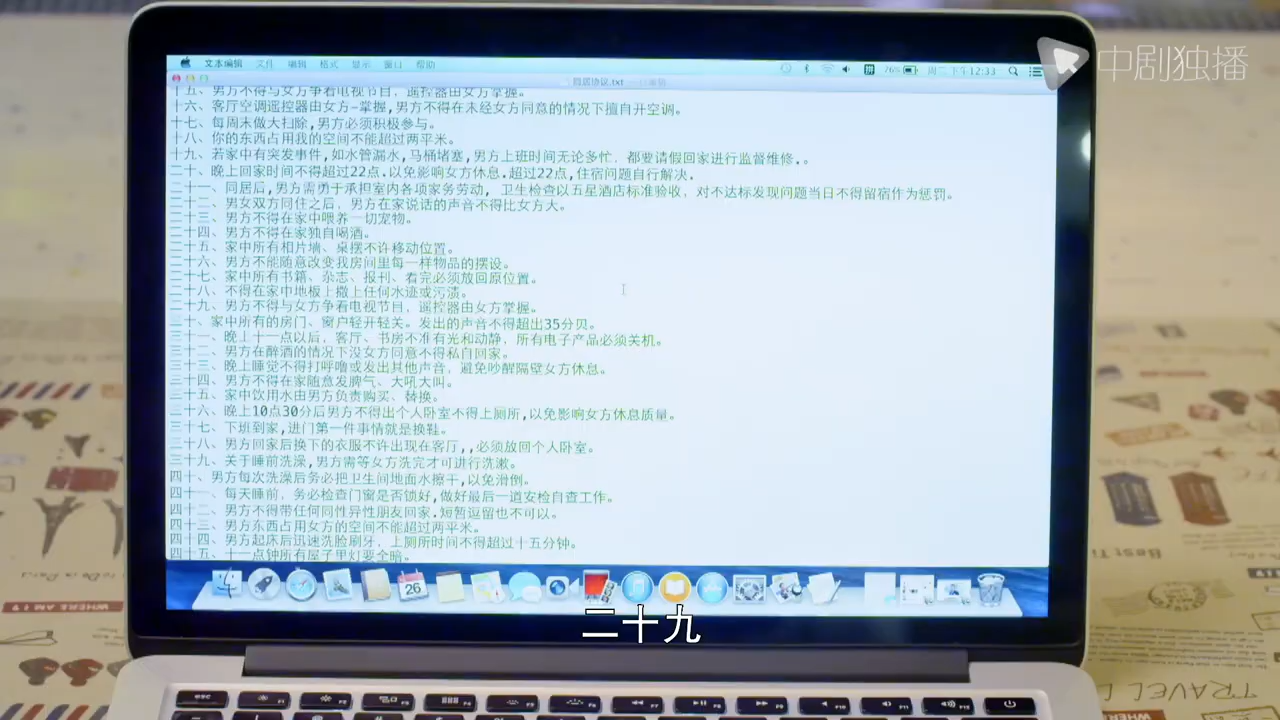 中剧独播
文本编辑 文件 编辑 格式 显示 窗口 帮助 拼 26% 周二下午12:33
同居协议.txt
十五、男方不得与女方争看电视节目，遥控器由女方掌握。
十六、客厅空调遥控器由女方-掌握,男方不得在未经女方同意的情况下擅自开空调。
十七、每周末做大扫除,男方必须积极参与。
十八、你的东西占用我的空间不能超过两平米。
十九、若家中有突发事件,如水管漏水,马桶堵塞,男方上班时间无论多忙，都要请假回家进行监督维修.。
二十、晚上回家时间不得超过22点.以免影响女方休息.超过22点,住宿问题自行解决.
二十一、同居后,男方需勇于承担室内各项家务劳动，卫生检查以五星酒店标准验收，对不达标发现问题当日不得留宿作为惩罚。
二十二、男女双方同住之后，男方在家说话的声音不得比女方大。
二十三、男方不得在家中喂养一切宠物。
二十四、男方不得在家独自喝酒。
二十五、家中所有相片墙、桌摆不许移动位置。
二十六、男方不能随意改变我房间里每一样物品的摆设。
二十七、家中所有书籍、杂志、报刊、看完必须放回原位置。
二十八、不得在家中地板上撒上任何水迹或污渍。
二十九、男方不得与女方争看电视节目，遥控器由女方掌握。
三十、家中所有的房门、窗户轻开轻关。发出的声音不得超出35分贝。
三十一、晚上十一点以后，客厅、书房不准有光和动静，所有电子产品必须关机。
三十二、男方在醉酒的情况下没女方同意不得私自回家。
三十三、晚上睡觉不得打呼噜或发出其他声音，避免吵醒隔壁女方休息。
三十四、男方不得在家随意发脾气、大吼大叫。
三十五、家中饮用水由男方负责购买、替换。
三十六、晚上10点30分后男方不得出个人卧室不得上厕所,以免影响女方休息质量。
三十七、下班到家,进门第一件事情就是换鞋。
三十八、男方回家后换下的衣服不许出现在客厅,,必须放回个人卧室。
三十九、关于睡前洗澡,男方需等女方洗完才可进行洗漱。
四十、男方每次洗澡后务必把卫生间地面水擦干,以免滑倒。
四十一、每天睡前，务必检查门窗是否锁好,做好最后一道安检自查工作。
四十二、男方不得带任何同性异性朋友回家.短暂逗留也不可以。
四十三、男方东西占用女方的空间不能超过两平米。
四十四、男方起床后迅速洗脸刷牙，上厕所时间不得超过十五分钟。
四十五、十一点钟所有屋子里灯要全暗。
26
二十九
esc
Best Ti
WHERE AM I
TRAVEL